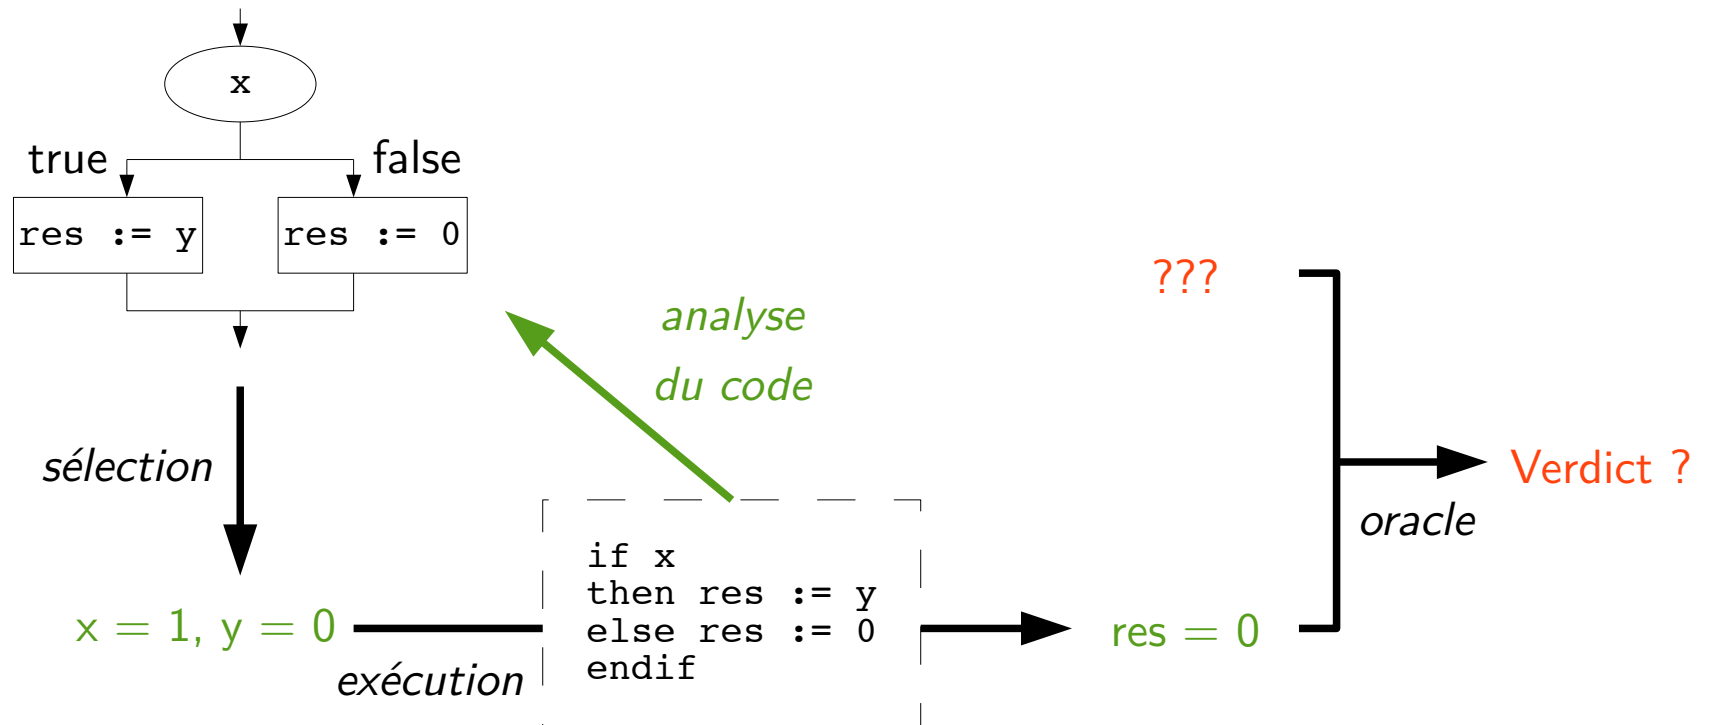 x
true
false
res := y
res := 0
analyse
du code
???
sélection
Verdict ?
oracle
if x
then res := y
else res := 0
endif
x = 1, y = 0
exécution
res = 0